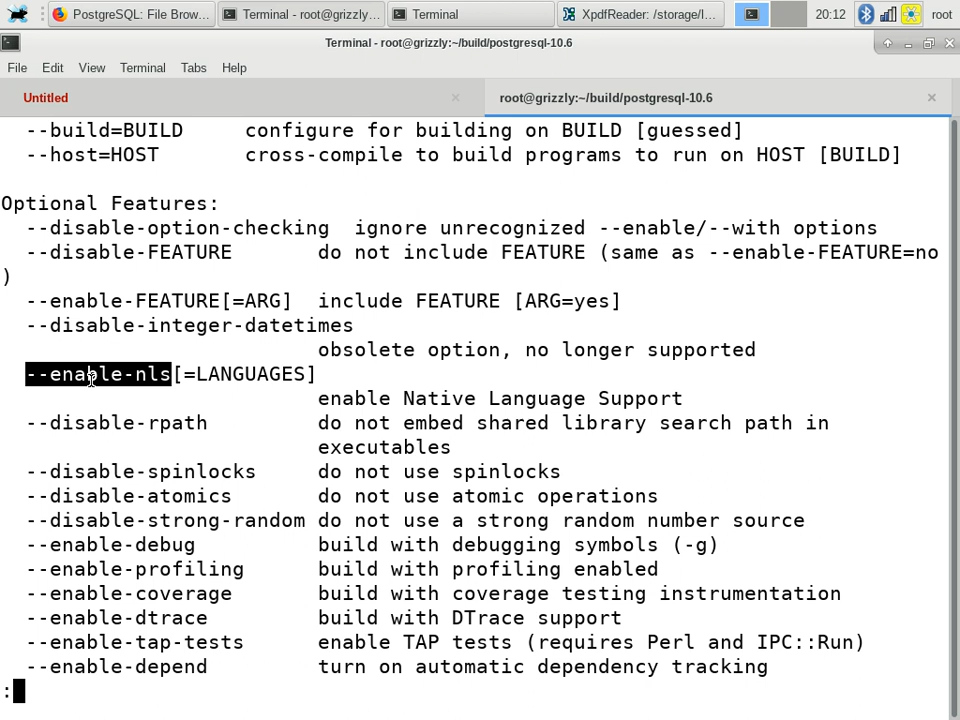 PostgreSQL: File Brow...
Terminal - root@grizzly:...
Terminal
XpdfReader: /storage/l...
20:12
root
Terminal - root@grizzly:~/build/postgresql-10.6
File Edit View Terminal Tabs Help
Untitled
root@grizzly:~/build/postgresql-10.6
--build=BUILD configure for building on BUILD [guessed]
--host=HOST cross-compile to build programs to run on HOST [BUILD]
Optional Features:
--disable-option-checking ignore unrecognized --enable/--with options
--disable-FEATURE do not include FEATURE (same as --enable-FEATURE=no
)
--enable-FEATURE[=ARG] include FEATURE [ARG=yes]
--disable-integer-datetimes
obsolete option, no longer supported
--enable-nls[=LANGUAGES]
enable Native Language Support
--disable-rpath do not embed shared library search path in
executables
--disable-spinlocks do not use spinlocks
--disable-atomics do not use atomic operations
--disable-strong-random do not use a strong random number source
--enable-debug build with debugging symbols (-g)
--enable-profiling build with profiling enabled
--enable-coverage build with coverage testing instrumentation
--enable-dtrace build with DTrace support
--enable-tap-tests enable TAP tests (requires Perl and IPC::Run)
--enable-depend turn on automatic dependency tracking
: